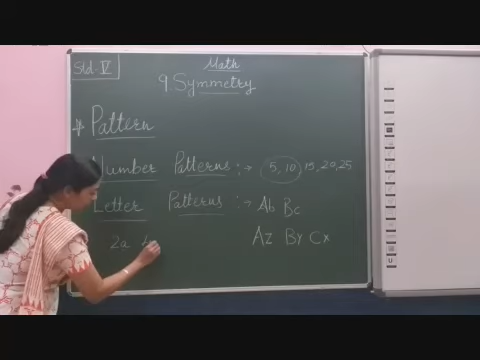 Std. V
Math
9. Symmetry
* Pattern
Number Patterns :→ 5, 10, 15, 20, 25
Letter Patterns :→ Ab Bc
Az By Cx
2a